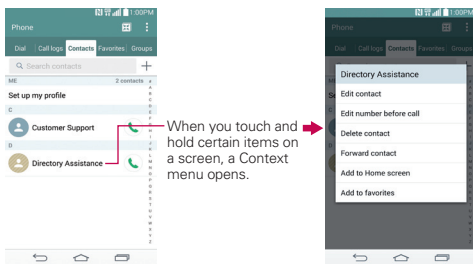 1:00PM
Phone
Dial Call logs Contacts Favorites Groups
Search contacts
ME 2 contacts
Set up my profile
C
Customer Support
D
Directory Assistance
When you touch and
hold certain items on
a screen, a Context
menu opens.
1:00PM
Phone
Dial Call logs Contacts Favorites Groups
Directory Assistance
Edit contact
Edit number before call
Delete contact
Forward contact
Add to Home screen
Add to favorites